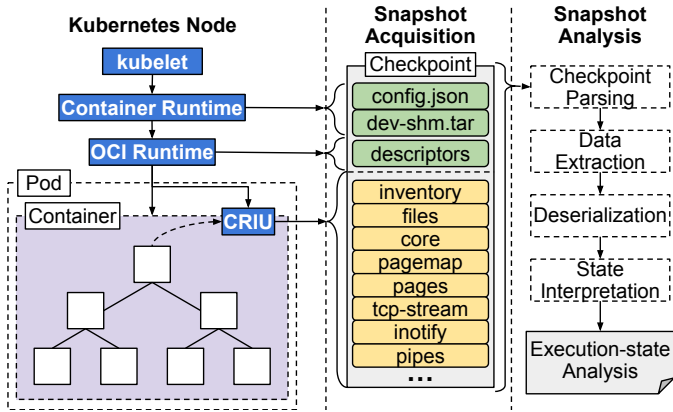 Kubernetes Node
kubelet
Container Runtime
OCI Runtime
Pod
Container
CRIU
Snapshot
Acquisition
Checkpoint
config.json
dev-shm.tar
descriptors
inventory
files
core
pagemap
pages
tcp-stream
inotify
pipes
...
Snapshot
Analysis
Checkpoint
Parsing
Data
Extraction
Deserialization
State
Interpretation
Execution-state
Analysis